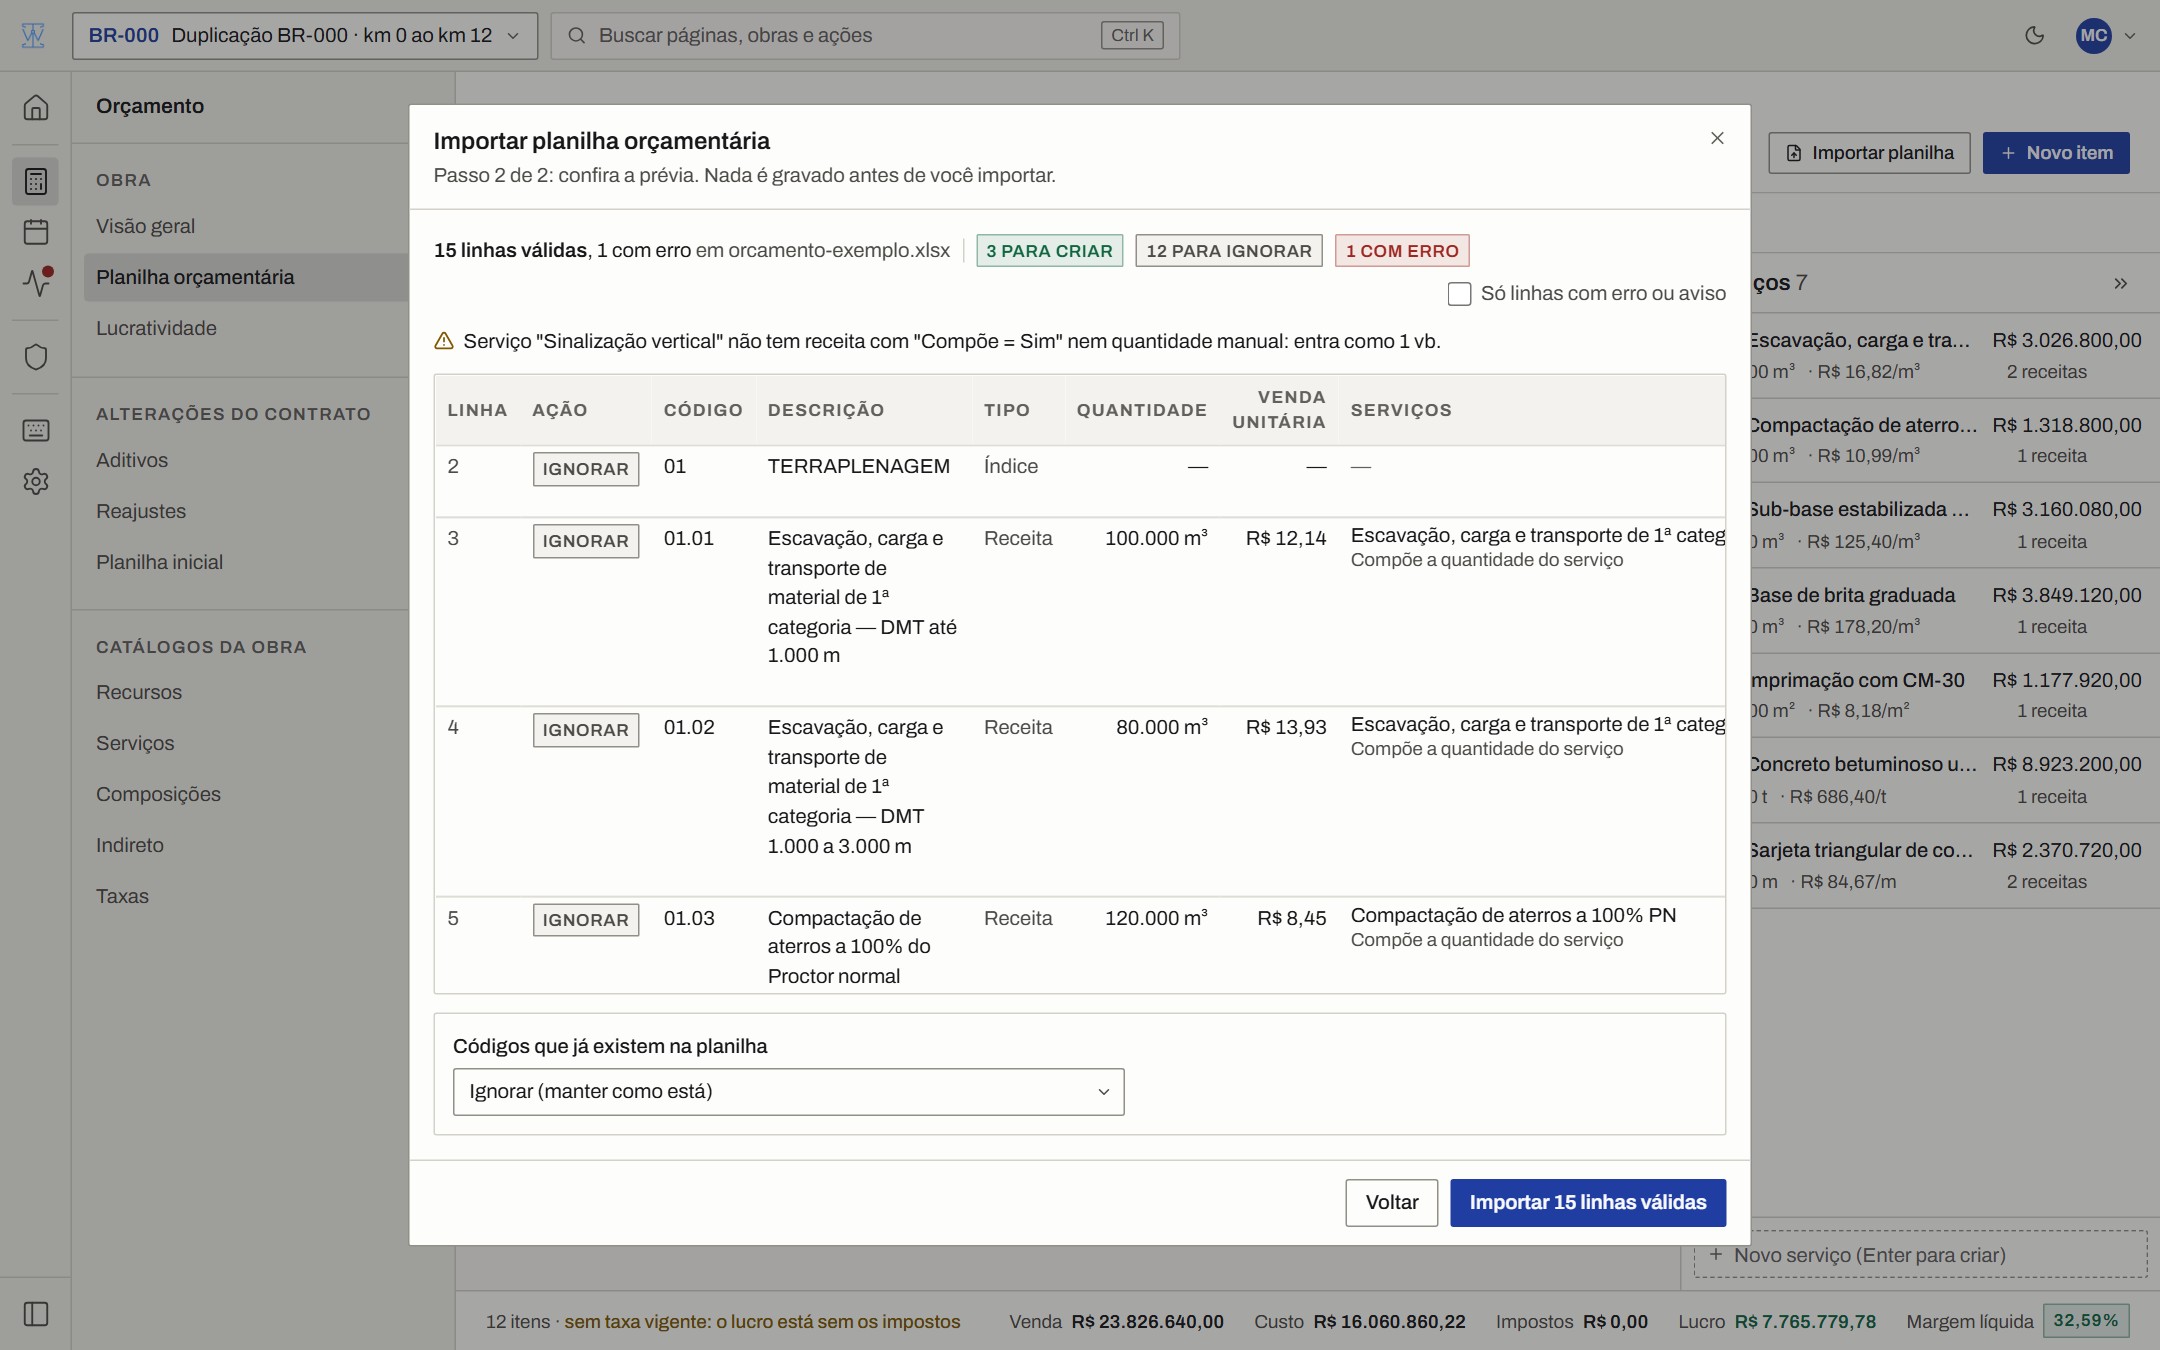 BR-000 Duplicação BR-000 · km 0 ao km 12
Buscar páginas, obras e ações
Ctrl K
MC
Orçamento
OBRA
Visão geral
Planilha orçamentária
Lucratividade
ALTERAÇÕES DO CONTRATO
Aditivos
Reajustes
Planilha inicial
CATÁLOGOS DA OBRA
Recursos
Serviços
Composições
Indireto
Taxas
Importar planilha
+ Novo item
Importar planilha orçamentária
Passo 2 de 2: confira a prévia. Nada é gravado antes de você importar.
15 linhas válidas, 1 com erro em orcamento-exemplo.xlsx
3 PARA CRIAR
12 PARA IGNORAR
1 COM ERRO
Só linhas com erro ou aviso
Serviço "Sinalização vertical" não tem receita com "Compõe = Sim" nem quantidade manual: entra como 1 vb.
LINHA AÇÃO CÓDIGO DESCRIÇÃO TIPO QUANTIDADE VENDA UNITÁRIA SERVIÇOS
2 IGNORAR 01 TERRAPLENAGEM Índice — — —
3 IGNORAR 01.01 Escavação, carga e Receita 100.000 m³ R$ 12,14 Escavação, carga e transporte de 1ª categ
transporte de Compõe a quantidade do serviço
material de 1ª
categoria — DMT até
1.000 m
4 IGNORAR 01.02 Escavação, carga e Receita 80.000 m³ R$ 13,93 Escavação, carga e transporte de 1ª categ
transporte de Compõe a quantidade do serviço
material de 1ª
categoria — DMT
1.000 a 3.000 m
5 IGNORAR 01.03 Compactação de Receita 120.000 m³ R$ 8,45 Compactação de aterros a 100% PN
aterros a 100% do Compõe a quantidade do serviço
Proctor normal
Códigos que já existem na planilha
Ignorar (manter como está)
Voltar
Importar 15 linhas válidas
ços 7
Escavação, carga e tra... R$ 3.026.800,00
00 m³ · R$ 16,82/m³ 2 receitas
Compactação de aterro... R$ 1.318.800,00
00 m³ · R$ 10,99/m³ 1 receita
Sub-base estabilizada ... R$ 3.160.080,00
0 m³ · R$ 125,40/m³ 1 receita
Base de brita graduada R$ 3.849.120,00
0 m³ · R$ 178,20/m³ 1 receita
mprimação com CM-30 R$ 1.177.920,00
00 m² · R$ 8,18/m² 1 receita
Concreto betuminoso u... R$ 8.923.200,00
0 t · R$ 686,40/t 1 receita
Sarjeta triangular de co... R$ 2.370.720,00
0 m · R$ 84,67/m 2 receitas
+ Novo serviço (Enter para criar)
12 itens · sem taxa vigente: o lucro está sem os impostos
Venda R$ 23.826.640,00 Custo R$ 16.060.860,22 Impostos R$ 0,00 Lucro R$ 7.765.779,78 Margem líquida 32,59%